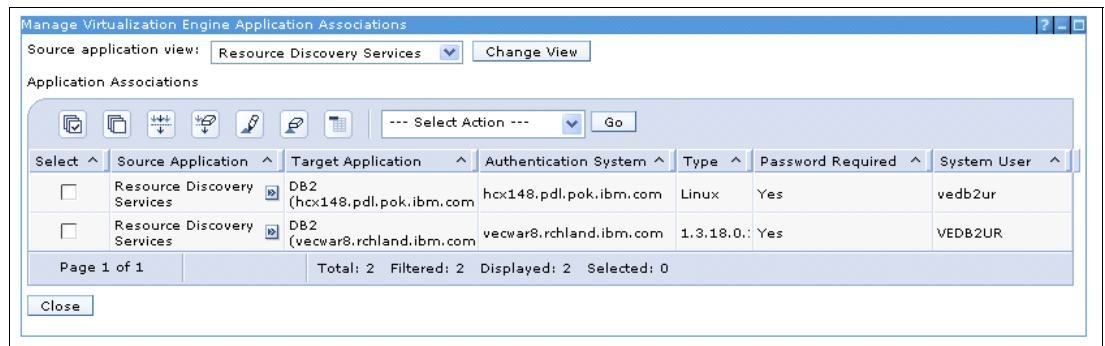 Manage Virtualization Engine Application Associations ? – □
Source application view: Resource Discovery Services Change View
Application Associations
--- Select Action --- Go
Select ^ Source Application ^ Target Application ^ Authentication System ^ Type ^ Password Required ^ System User ^
Resource Discovery Services DB2 (hcx148.pdl.pok.ibm.com hcx148.pdl.pok.ibm.com Linux Yes vedb2ur
Resource Discovery Services DB2 (vecwar8.rchland.ibm.com vecwar8.rchland.ibm.com 1.3.18.0.: Yes VEDB2UR
Page 1 of 1 Total: 2 Filtered: 2 Displayed: 2 Selected: 0
Close